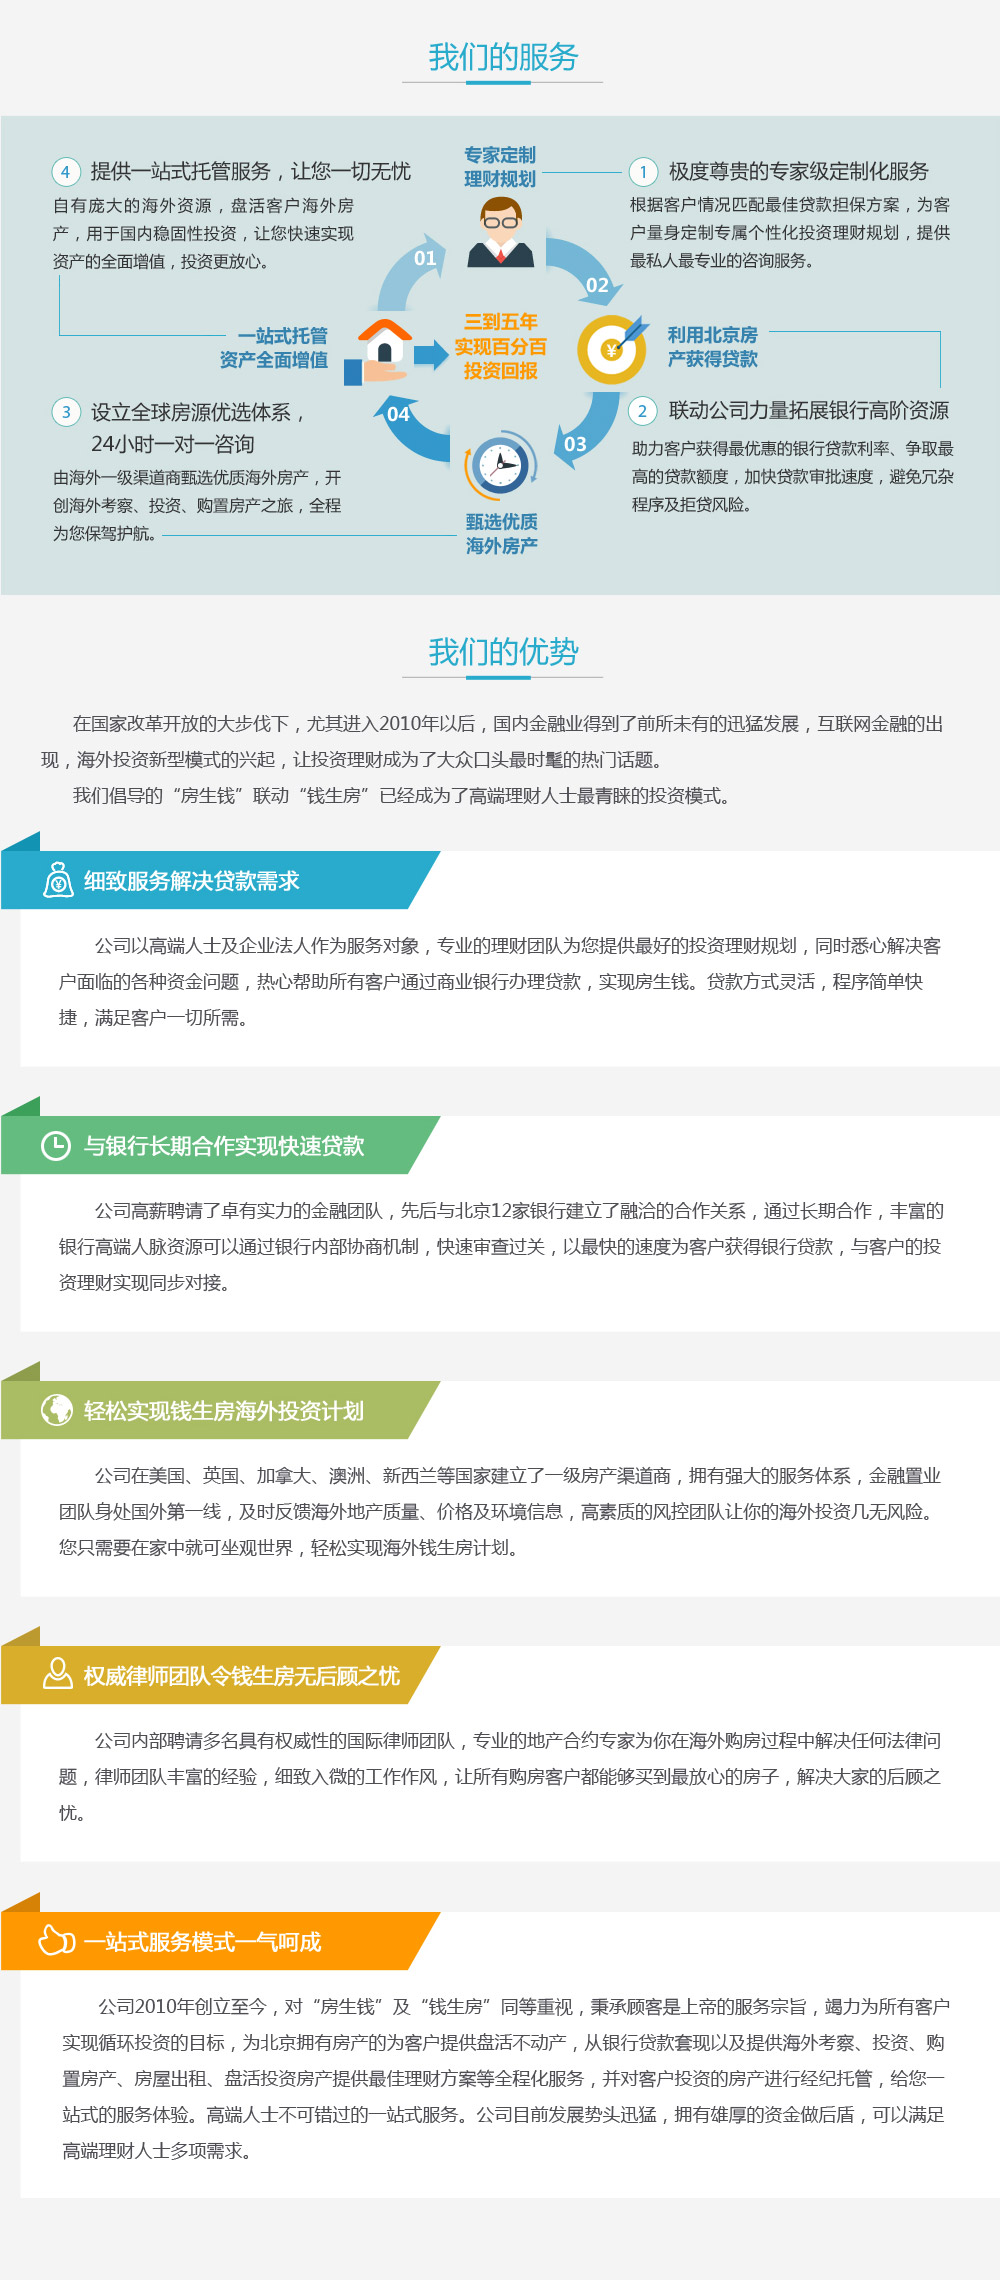 我们的服务
4 提供一站式托管服务，让您一切无忧
自有庞大的海外资源，盘活客户海外房
产，用于国内稳固性投资，让您快速实现
资产的全面增值，投资更放心。
专家定制
理财规划
1 极度尊贵的专家级定制化服务
根据客户情况匹配最佳贷款担保方案，为客
户量身定制专属个性化投资理财规划，提供
最私人最专业的咨询服务。
01
02
一站式托管
资产全面增值
三到五年
实现百分百
投资回报
¥
利用北京房
产获得贷款
3 设立全球房源优选体系，
24小时一对一咨询
由海外一级渠道商甄选优质海外房产，开
创海外考察、投资、购置房产之旅，全程
为您保驾护航。
04
03
2 联动公司力量拓展银行高阶资源
助力客户获得最优惠的银行贷款利率、争取最
高的贷款额度，加快贷款审批速度，避免冗杂
程序及拒贷风险。
甄选优质
海外房产
我们的优势
在国家改革开放的大步伐下，尤其进入2010年以后，国内金融业得到了前所未有的迅猛发展，互联网金融的出
现，海外投资新型模式的兴起，让投资理财成为了大众口头最时髦的热门话题。
我们倡导的“房生钱”联动“钱生房”已经成为了高端理财人士最青睐的投资模式。
¥
细致服务解决贷款需求
公司以高端人士及企业法人作为服务对象，专业的理财团队为您提供最好的投资理财规划，同时悉心解决客
户面临的各种资金问题，热心帮助所有客户通过商业银行办理贷款，实现房生钱。贷款方式灵活，程序简单快
捷，满足客户一切所需。
与银行长期合作实现快速贷款
公司高薪聘请了卓有实力的金融团队，先后与北京12家银行建立了融洽的合作关系，通过长期合作，丰富的
银行高端人脉资源可以通过银行内部协商机制，快速审查过关，以最快的速度为客户获得银行贷款，与客户的投
资理财实现同步对接。
轻松实现钱生房海外投资计划
公司在美国、英国、加拿大、澳洲、新西兰等国家建立了一级房产渠道商，拥有强大的服务体系，金融置业
团队身处国外第一线，及时反馈海外地产质量、价格及环境信息，高素质的风控团队让你的海外投资几无风险。
您只需要在家中就可坐观世界，轻松实现海外钱生房计划。
权威律师团队令钱生房无后顾之忧
公司内部聘请多名具有权威性的国际律师团队，专业的地产合约专家为你在海外购房过程中解决任何法律问
题，律师团队丰富的经验，细致入微的工作作风，让所有购房客户都能够买到最放心的房子，解决大家的后顾之
忧。
一站式服务模式一气呵成
公司2010年创立至今，对“房生钱”及“钱生房”同等重视，秉承顾客是上帝的服务宗旨，竭力为所有客户
实现循环投资的目标，为北京拥有房产的为客户提供盘活不动产，从银行贷款套现以及提供海外考察、投资、购
置房产、房屋出租、盘活投资房产提供最佳理财方案等全程化服务，并对客户投资的房产进行经纪托管，给您一
站式的服务体验。高端人士不可错过的一站式服务。公司目前发展势头迅猛，拥有雄厚的资金做后盾，可以满足
高端理财人士多项需求。